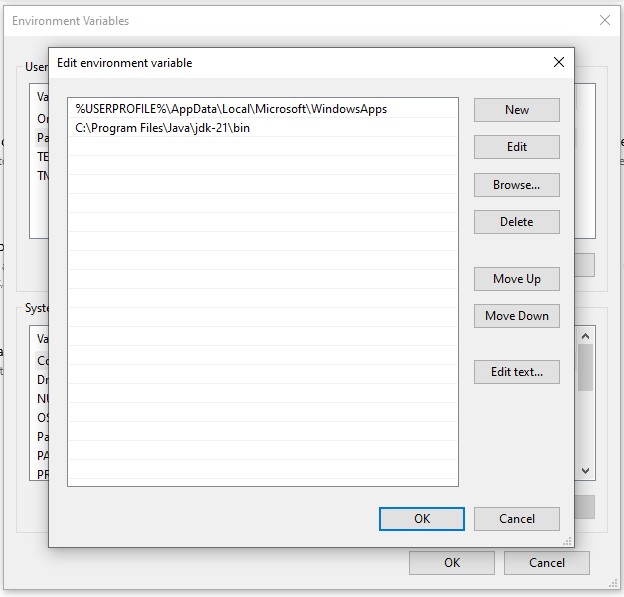 Environment Variables
Edit environment variable
User
Va
On
Pa
TE
TN
%USERPROFILE%\AppData\Local\Microsoft\WindowsApps
C:\Program Files\Java\jdk-21\bin
New
Edit
Browse...
Delete
Move Up
Move Down
Edit text...
Syste
Va
Co
Dr
NU
OS
Pa
PA
PR
OK
Cancel
OK
Cancel